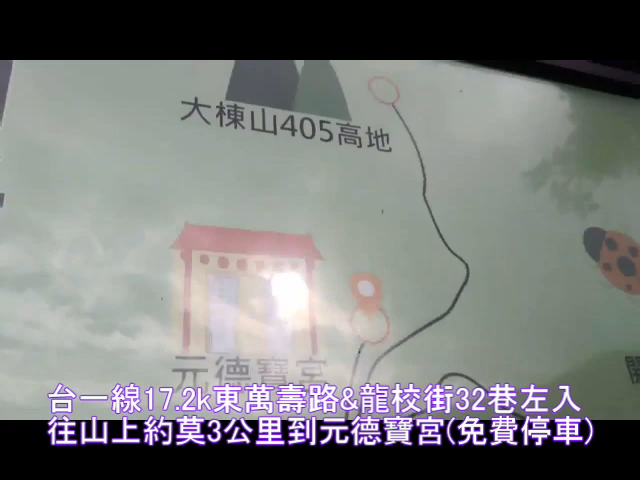 大棟山405高地
元德寶宮
台一線17.2k東萬壽路&龍校街32巷左入
往山上約莫3公里到元德寶宮(免費停車)